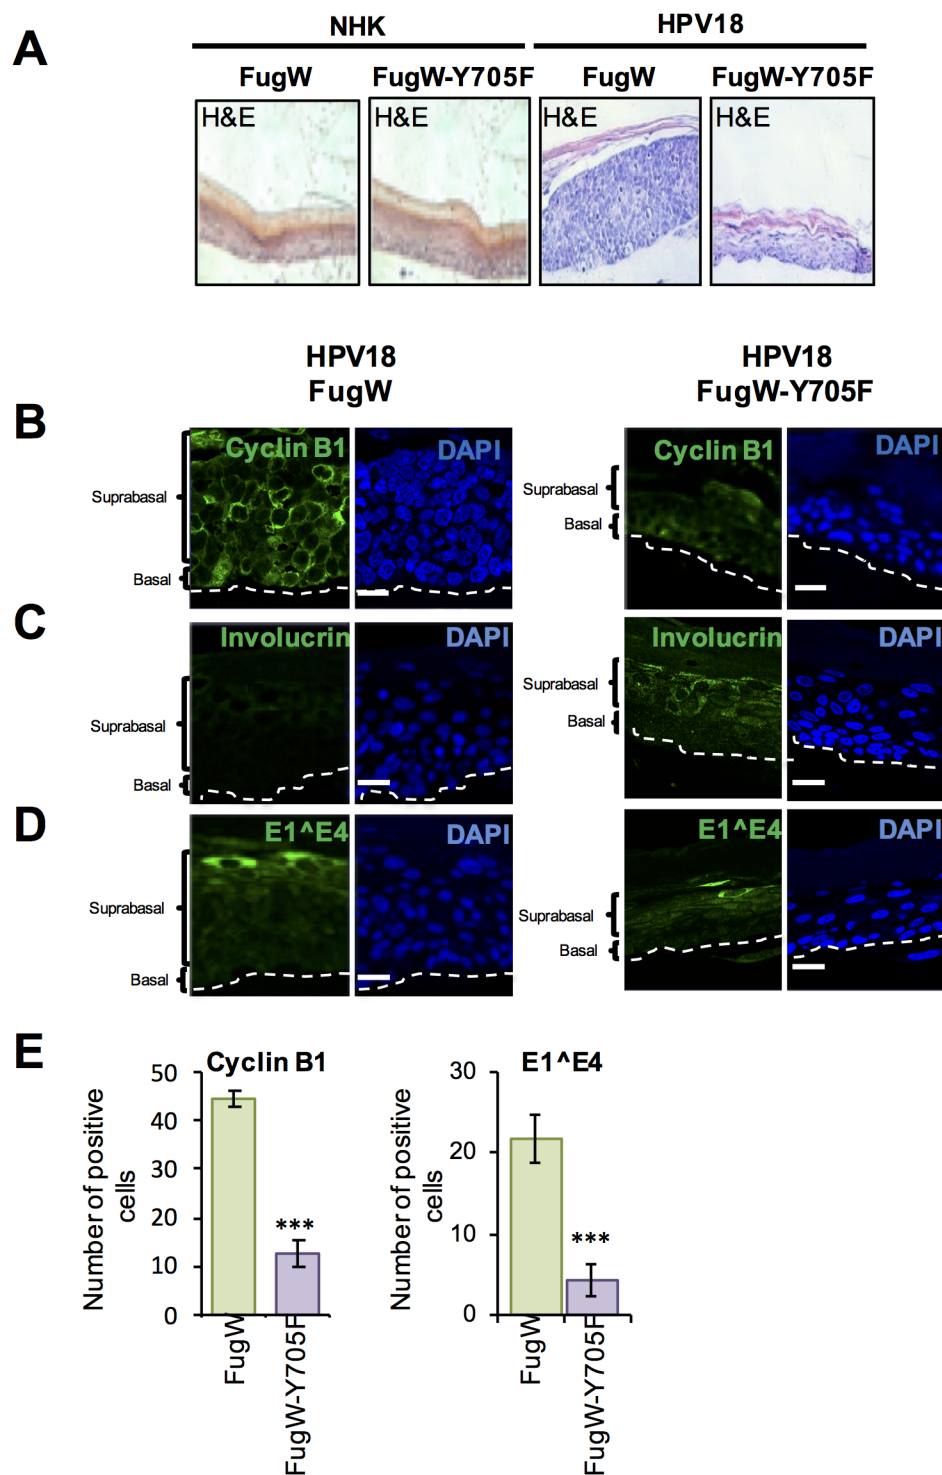 A
NHK
HPV18
FugW
FugW-Y705F
FugW
FugW-Y705F
H&E
H&E
H&E
H&E
HPV18
FugW
HPV18
FugW-Y705F
B
Suprabasal
Basal
Cyclin B1
DAPI
Suprabasal
Basal
Cyclin B1
DAPI
C
Suprabasal
Basal
Involucrin
DAPI
Suprabasal
Basal
Involucrin
DAPI
D
Suprabasal
Basal
E1^E4
DAPI
Suprabasal
Basal
E1^E4
DAPI
E
Cyclin B1
Number of positive
cells
50
40
30
20
10
0
***
FugW
FugW-Y705F
E1^E4
Number of positive
cells
30
20
10
0
***
FugW
FugW-Y705F